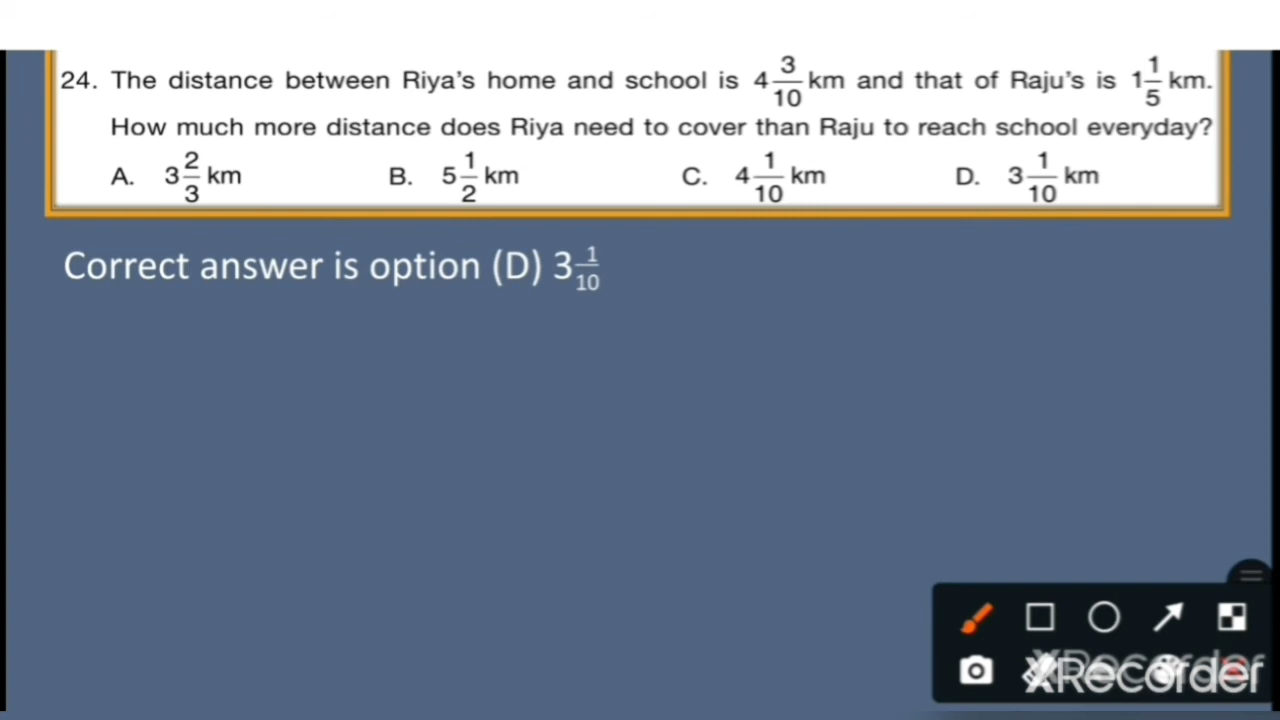 24. The distance between Riya's home and school is 4 3/10 km and that of Raju's is 1 1/5 km.
How much more distance does Riya need to cover than Raju to reach school everyday?
A. 3 2/3 km B. 5 1/2 km C. 4 1/10 km D. 3 1/10 km
Correct answer is option (D) 3 1/10
XRecorder